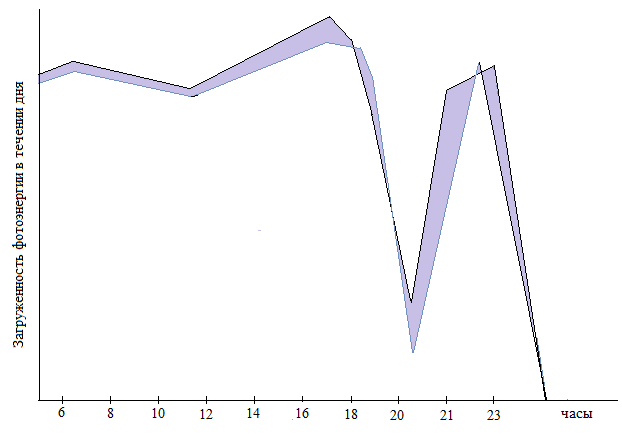 Загруженность фотоэнергии в течении дня
6 8 10 12 14 16 18 20 21 23 часы